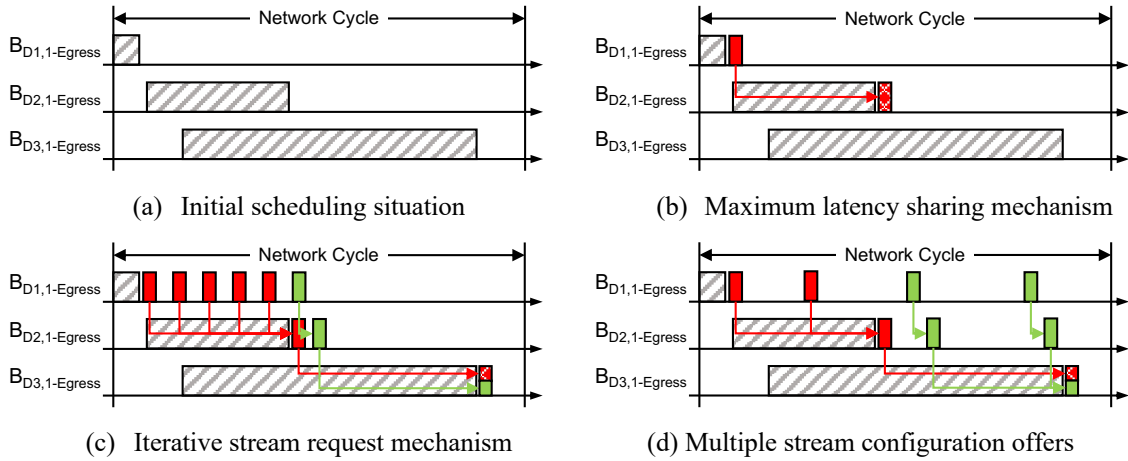 Network Cycle
B_D1,1-Egress
B_D2,1-Egress
B_D3,1-Egress
(a) Initial scheduling situation
Network Cycle
B_D1,1-Egress
B_D2,1-Egress
B_D3,1-Egress
(b) Maximum latency sharing mechanism
Network Cycle
B_D1,1-Egress
B_D2,1-Egress
B_D3,1-Egress
(c) Iterative stream request mechanism
Network Cycle
B_D1,1-Egress
B_D2,1-Egress
B_D3,1-Egress
(d) Multiple stream configuration offers